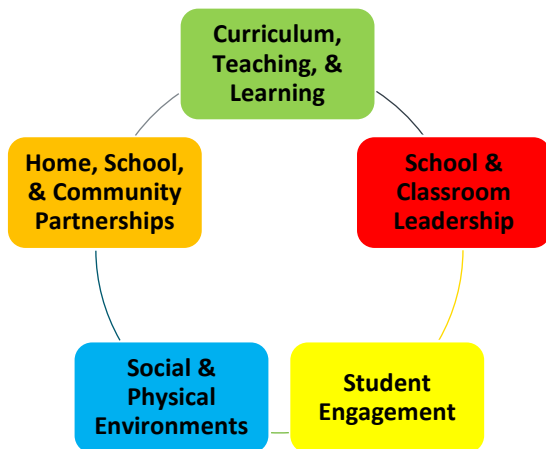 Curriculum,
Teaching, &
Learning
Home, School,
& Community
Partnerships
School &
Classroom
Leadership
Social &
Physical
Environments
Student
Engagement